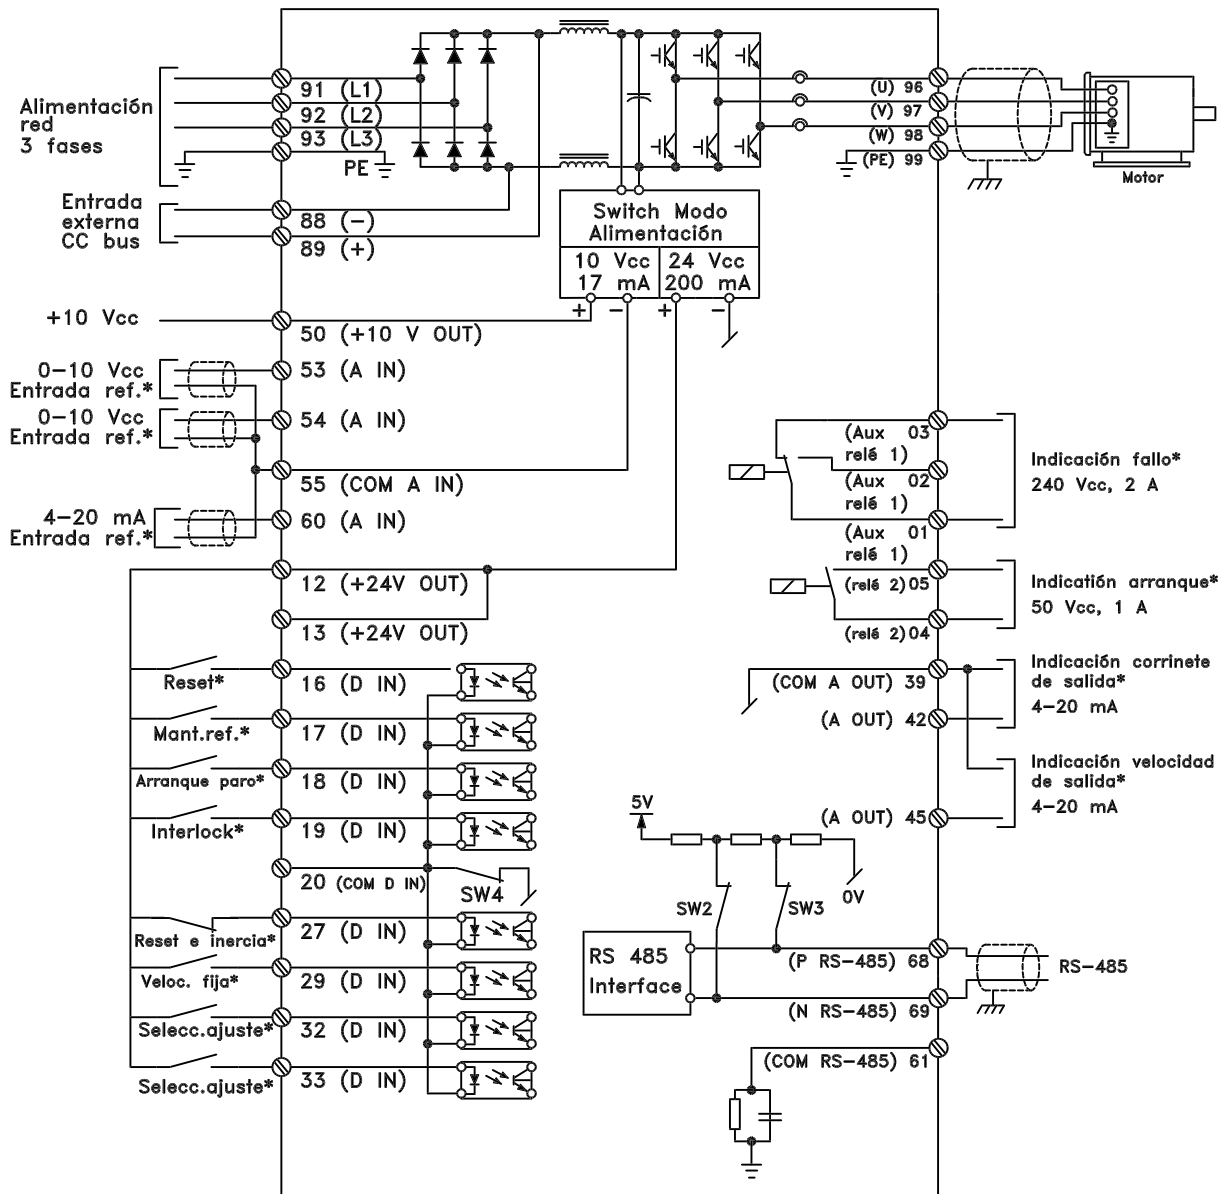 Alimentación
red
3 fases
91 (L1)
92 (L2)
93 (L3)
PE
Entrada
externa
CC bus
88 (−)
89 (+)
+10 Vcc
50 (+10 V OUT)
0−10 Vcc
Entrada ref.*
53 (A IN)
0−10 Vcc
Entrada ref.*
54 (A IN)
55 (COM A IN)
4−20 mA
Entrada ref.*
60 (A IN)
12 (+24V OUT)
13 (+24V OUT)
Reset*
16 (D IN)
Mant.ref.*
17 (D IN)
Arranque paro*
18 (D IN)
Interlock*
19 (D IN)
20 (COM D IN)
SW4
Reset e inercia*
27 (D IN)
Veloc. fija*
29 (D IN)
Selecc.ajuste*
32 (D IN)
Selecc.ajuste*
33 (D IN)
Switch Modo
Alimentación
10 Vcc
17 mA
24 Vcc
200 mA
+ − + −
(U) 96
(V) 97
(W) 98
(PE) 99
Motor
(Aux 03
relé 1)
(Aux 02
relé 1)
(Aux 01
relé 1)
Indicación fallo*
240 Vcc, 2 A
(relé 2) 05
(relé 2) 04
Indicatión arranque*
50 Vcc, 1 A
(COM A OUT) 39
(A OUT) 42
Indicación corrinete
de salida*
4−20 mA
(A OUT) 45
Indicación velocidad
de salida*
4−20 mA
5V
0V
SW2
SW3
RS 485
Interface
(P RS−485) 68
(N RS−485) 69
RS−485
(COM RS−485) 61